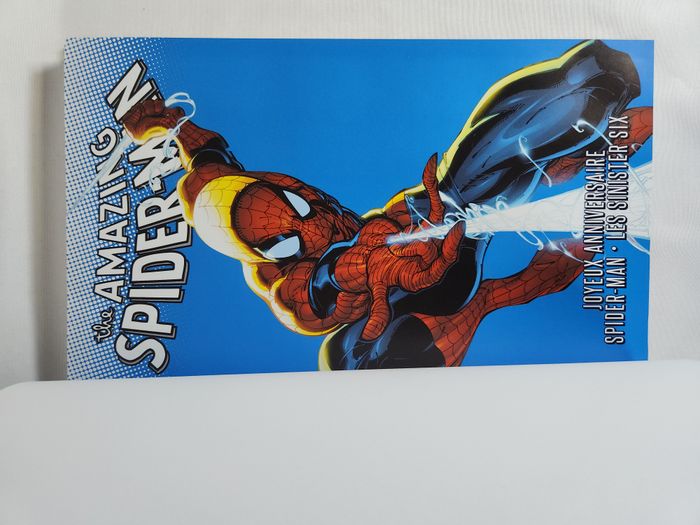 the AMAZING
SPIDER-MAN
JOYEUX ANNIVERSAIRE
SPIDER-MAN • LES SINISTER SIX